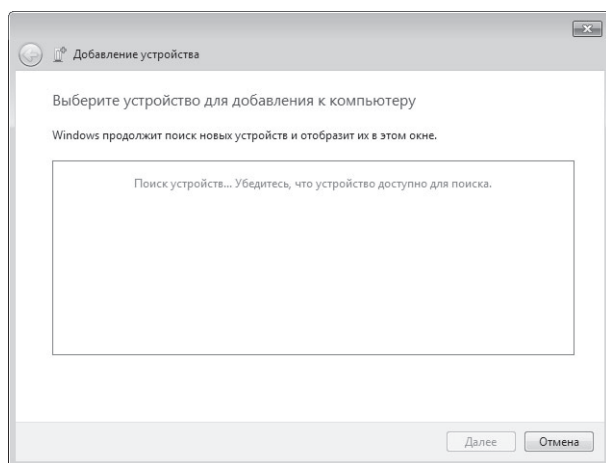 Добавление устройства
Выберите устройство для добавления к компьютеру
Windows продолжит поиск новых устройств и отобразит их в этом окне.
Поиск устройств... Убедитесь, что устройство доступно для поиска.
Далее
Отмена